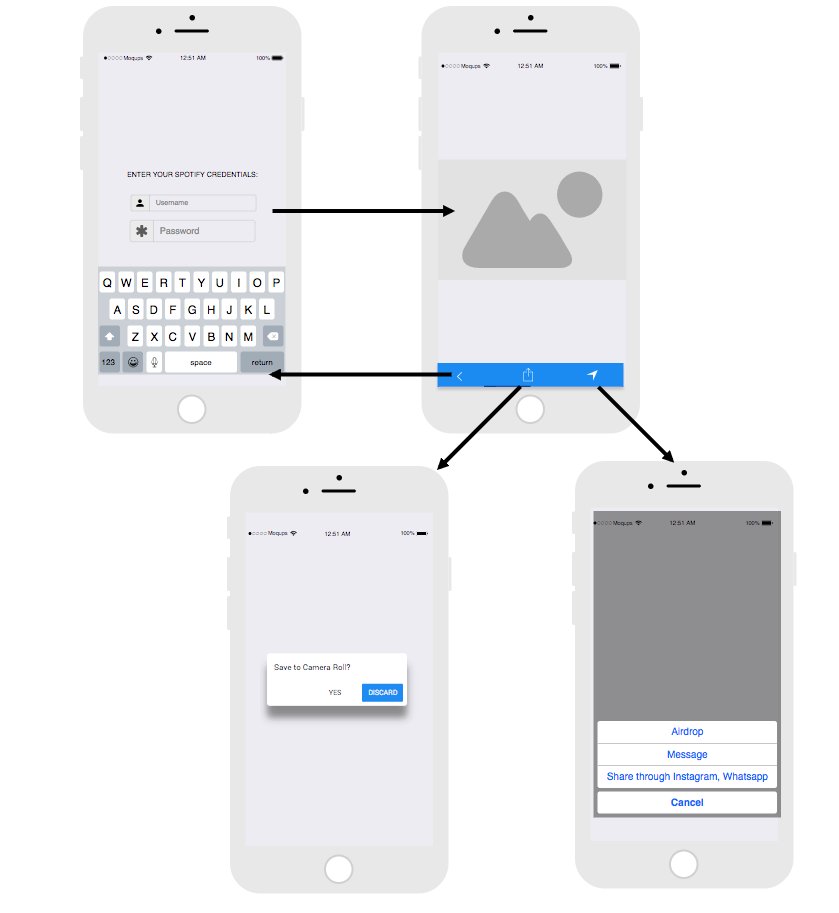 Moqups 12:51 AM 100%
ENTER YOUR SPOTIFY CREDENTIALS:
Username
Password
Q W E R T Y U I O P
A S D F G H J K L
Z X C V B N M
123 space return
Moqups 12:51 AM 100%
Moqups 12:51 AM 100%
Save to Camera Roll?
YES DISCARD
Moqups 12:51 AM 100%
Airdrop
Message
Share through Instagram, Whatsapp
Cancel